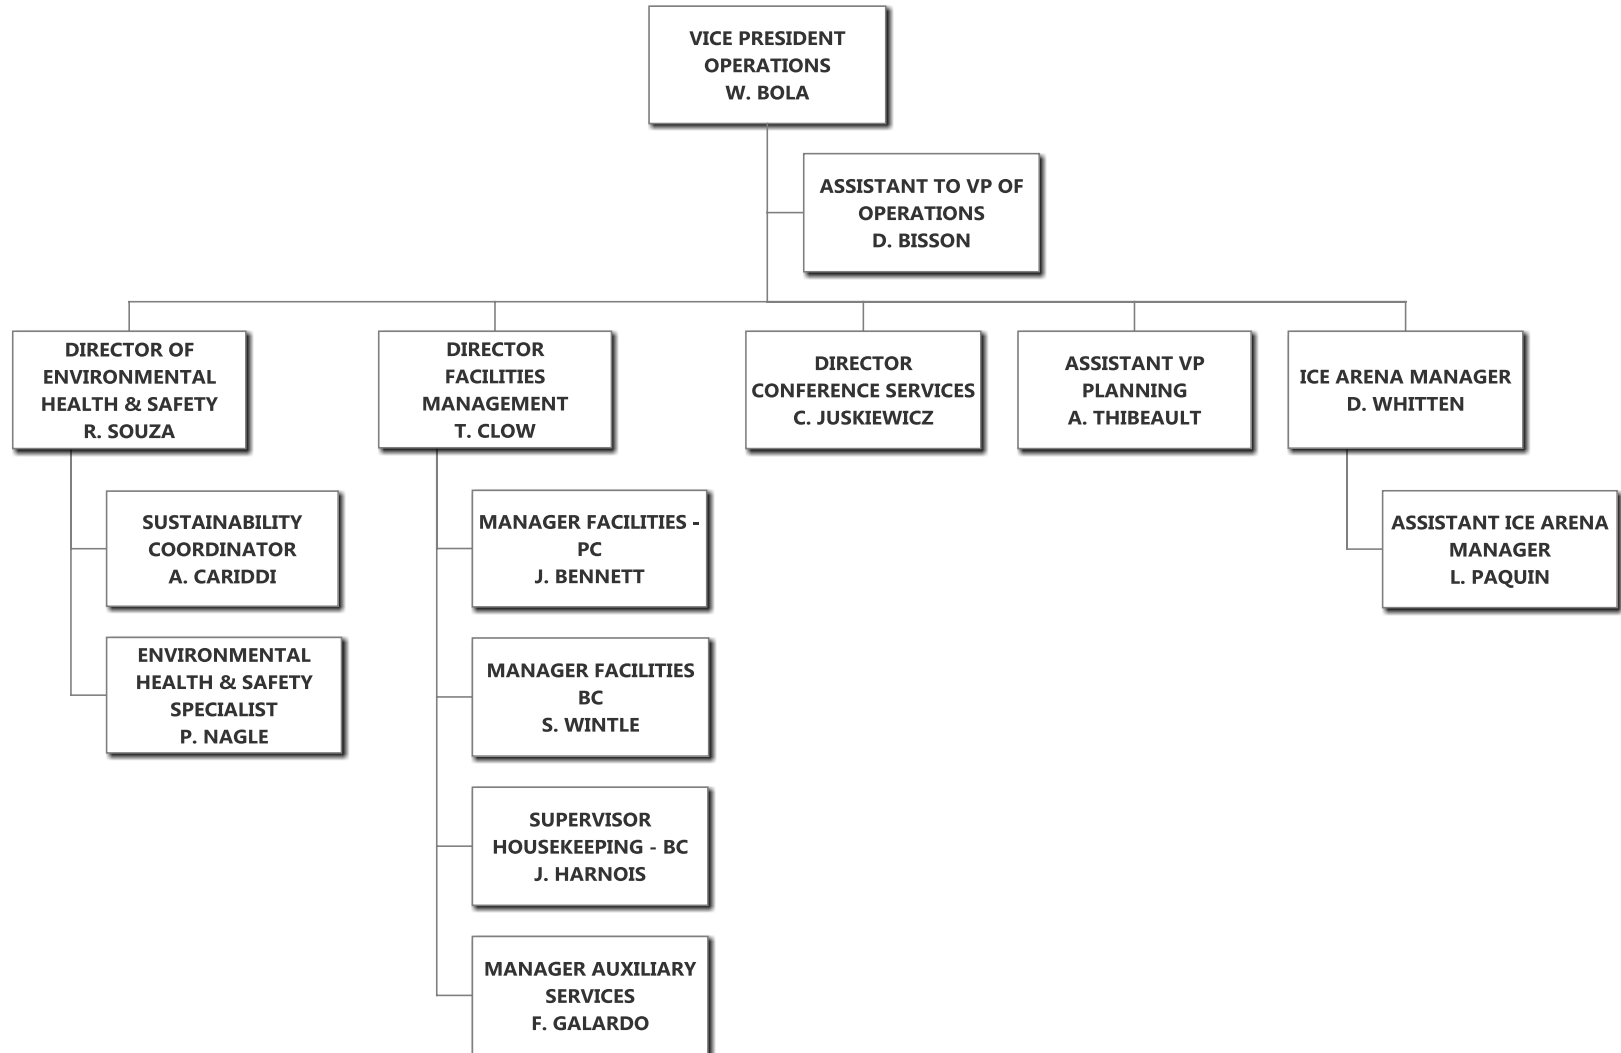 VICE PRESIDENT
OPERATIONS
W. BOLA
ASSISTANT TO VP OF
OPERATIONS
D. BISSON
DIRECTOR OF
ENVIRONMENTAL
HEALTH & SAFETY
R. SOUZA
DIRECTOR
FACILITIES
MANAGEMENT
T. CLOW
DIRECTOR
CONFERENCE SERVICES
C. JUSKIEWICZ
ASSISTANT VP
PLANNING
A. THIBEAULT
ICE ARENA MANAGER
D. WHITTEN
SUSTAINABILITY
COORDINATOR
A. CARIDDI
ENVIRONMENTAL
HEALTH & SAFETY
SPECIALIST
P. NAGLE
MANAGER FACILITIES -
PC
J. BENNETT
MANAGER FACILITIES
BC
S. WINTLE
SUPERVISOR
HOUSEKEEPING - BC
J. HARNOIS
MANAGER AUXILIARY
SERVICES
F. GALARDO
ASSISTANT ICE ARENA
MANAGER
L. PAQUIN